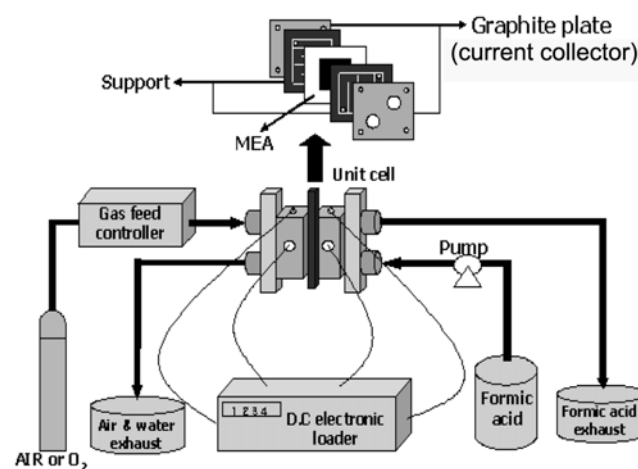 Graphite plate
(current collector)
Support
MEA
Unit cell
Gas feed
controller
Pump
1 2 3 4
D.C electronic
loader
Formic
acid
Air & water
exhaust
Formic acid
exhaust
AIR or O₂